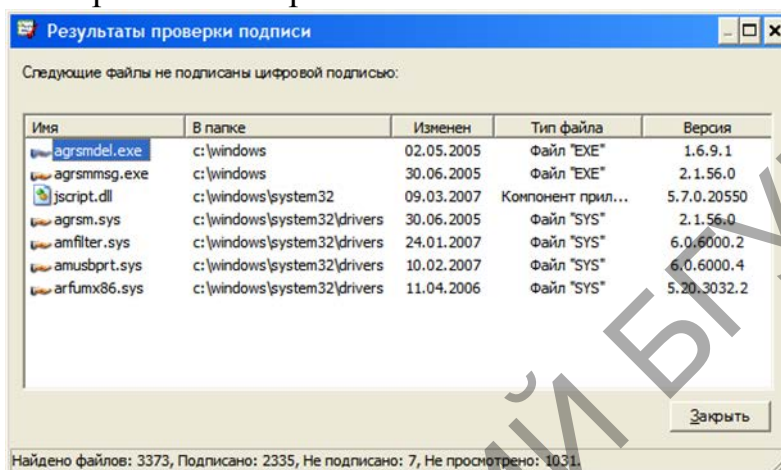 Результаты проверки подписи
Следующие файлы не подписаны цифровой подписью:
Имя В папке Изменен Тип файла Версия
agrsmdel.exe c:\windows 02.05.2005 Файл "EXE" 1.6.9.1
agrsmmsg.exe c:\windows 30.06.2005 Файл "EXE" 2.1.56.0
jscript.dll c:\windows\system32 09.03.2007 Компонент прил... 5.7.0.20550
agrsm.sys c:\windows\system32\drivers 30.06.2005 Файл "SYS" 2.1.56.0
amfilter.sys c:\windows\system32\drivers 24.01.2007 Файл "SYS" 6.0.6000.2
amusbprt.sys c:\windows\system32\drivers 10.02.2007 Файл "SYS" 6.0.6000.4
arfumx86.sys c:\windows\system32\drivers 11.04.2006 Файл "SYS" 5.20.3032.2
Закрыть
Найдено файлов: 3373, Подписано: 2335, Не подписано: 7, Не просмотрено: 1031.